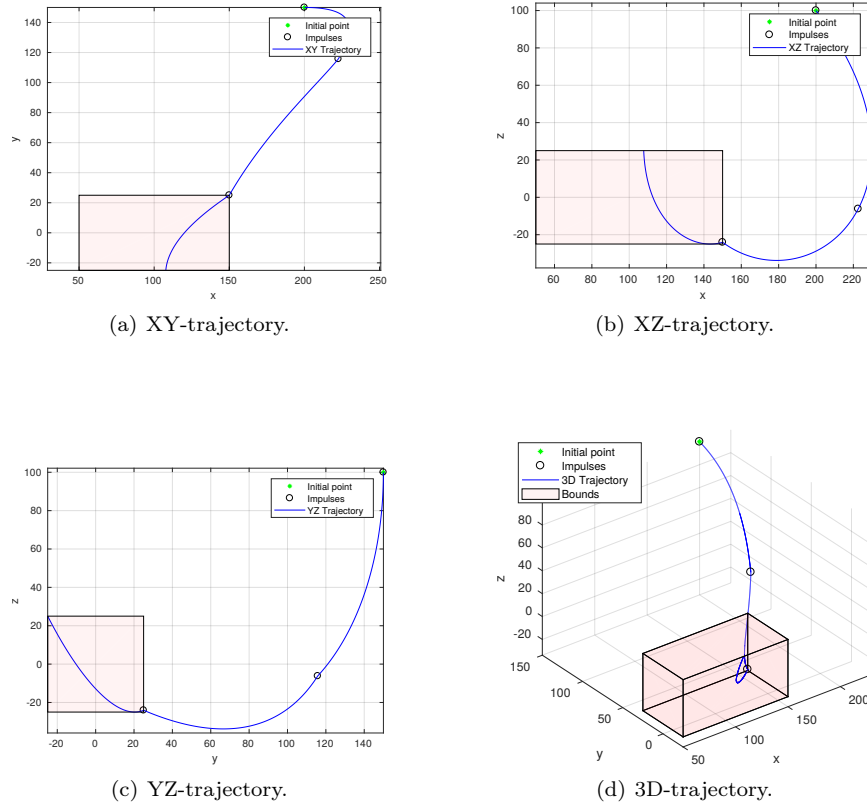 Initial point
Impulses
XY Trajectory
140
120
100
80
60
40
20
0
-20
y
50
100
150
200
250
x
(a) XY-trajectory.
Initial point
Impulses
XZ Trajectory
100
80
60
40
20
0
-20
z
60
80
100
120
140
160
180
200
220
x
(b) XZ-trajectory.
Initial point
Impulses
YZ Trajectory
100
80
60
40
20
0
-20
z
-20
0
20
40
60
80
100
120
140
y
(c) YZ-trajectory.
Initial point
Impulses
3D Trajectory
Bounds
80
60
40
20
0
-20
z
150
100
50
0
y
50
100
150
200
x
(d) 3D-trajectory.